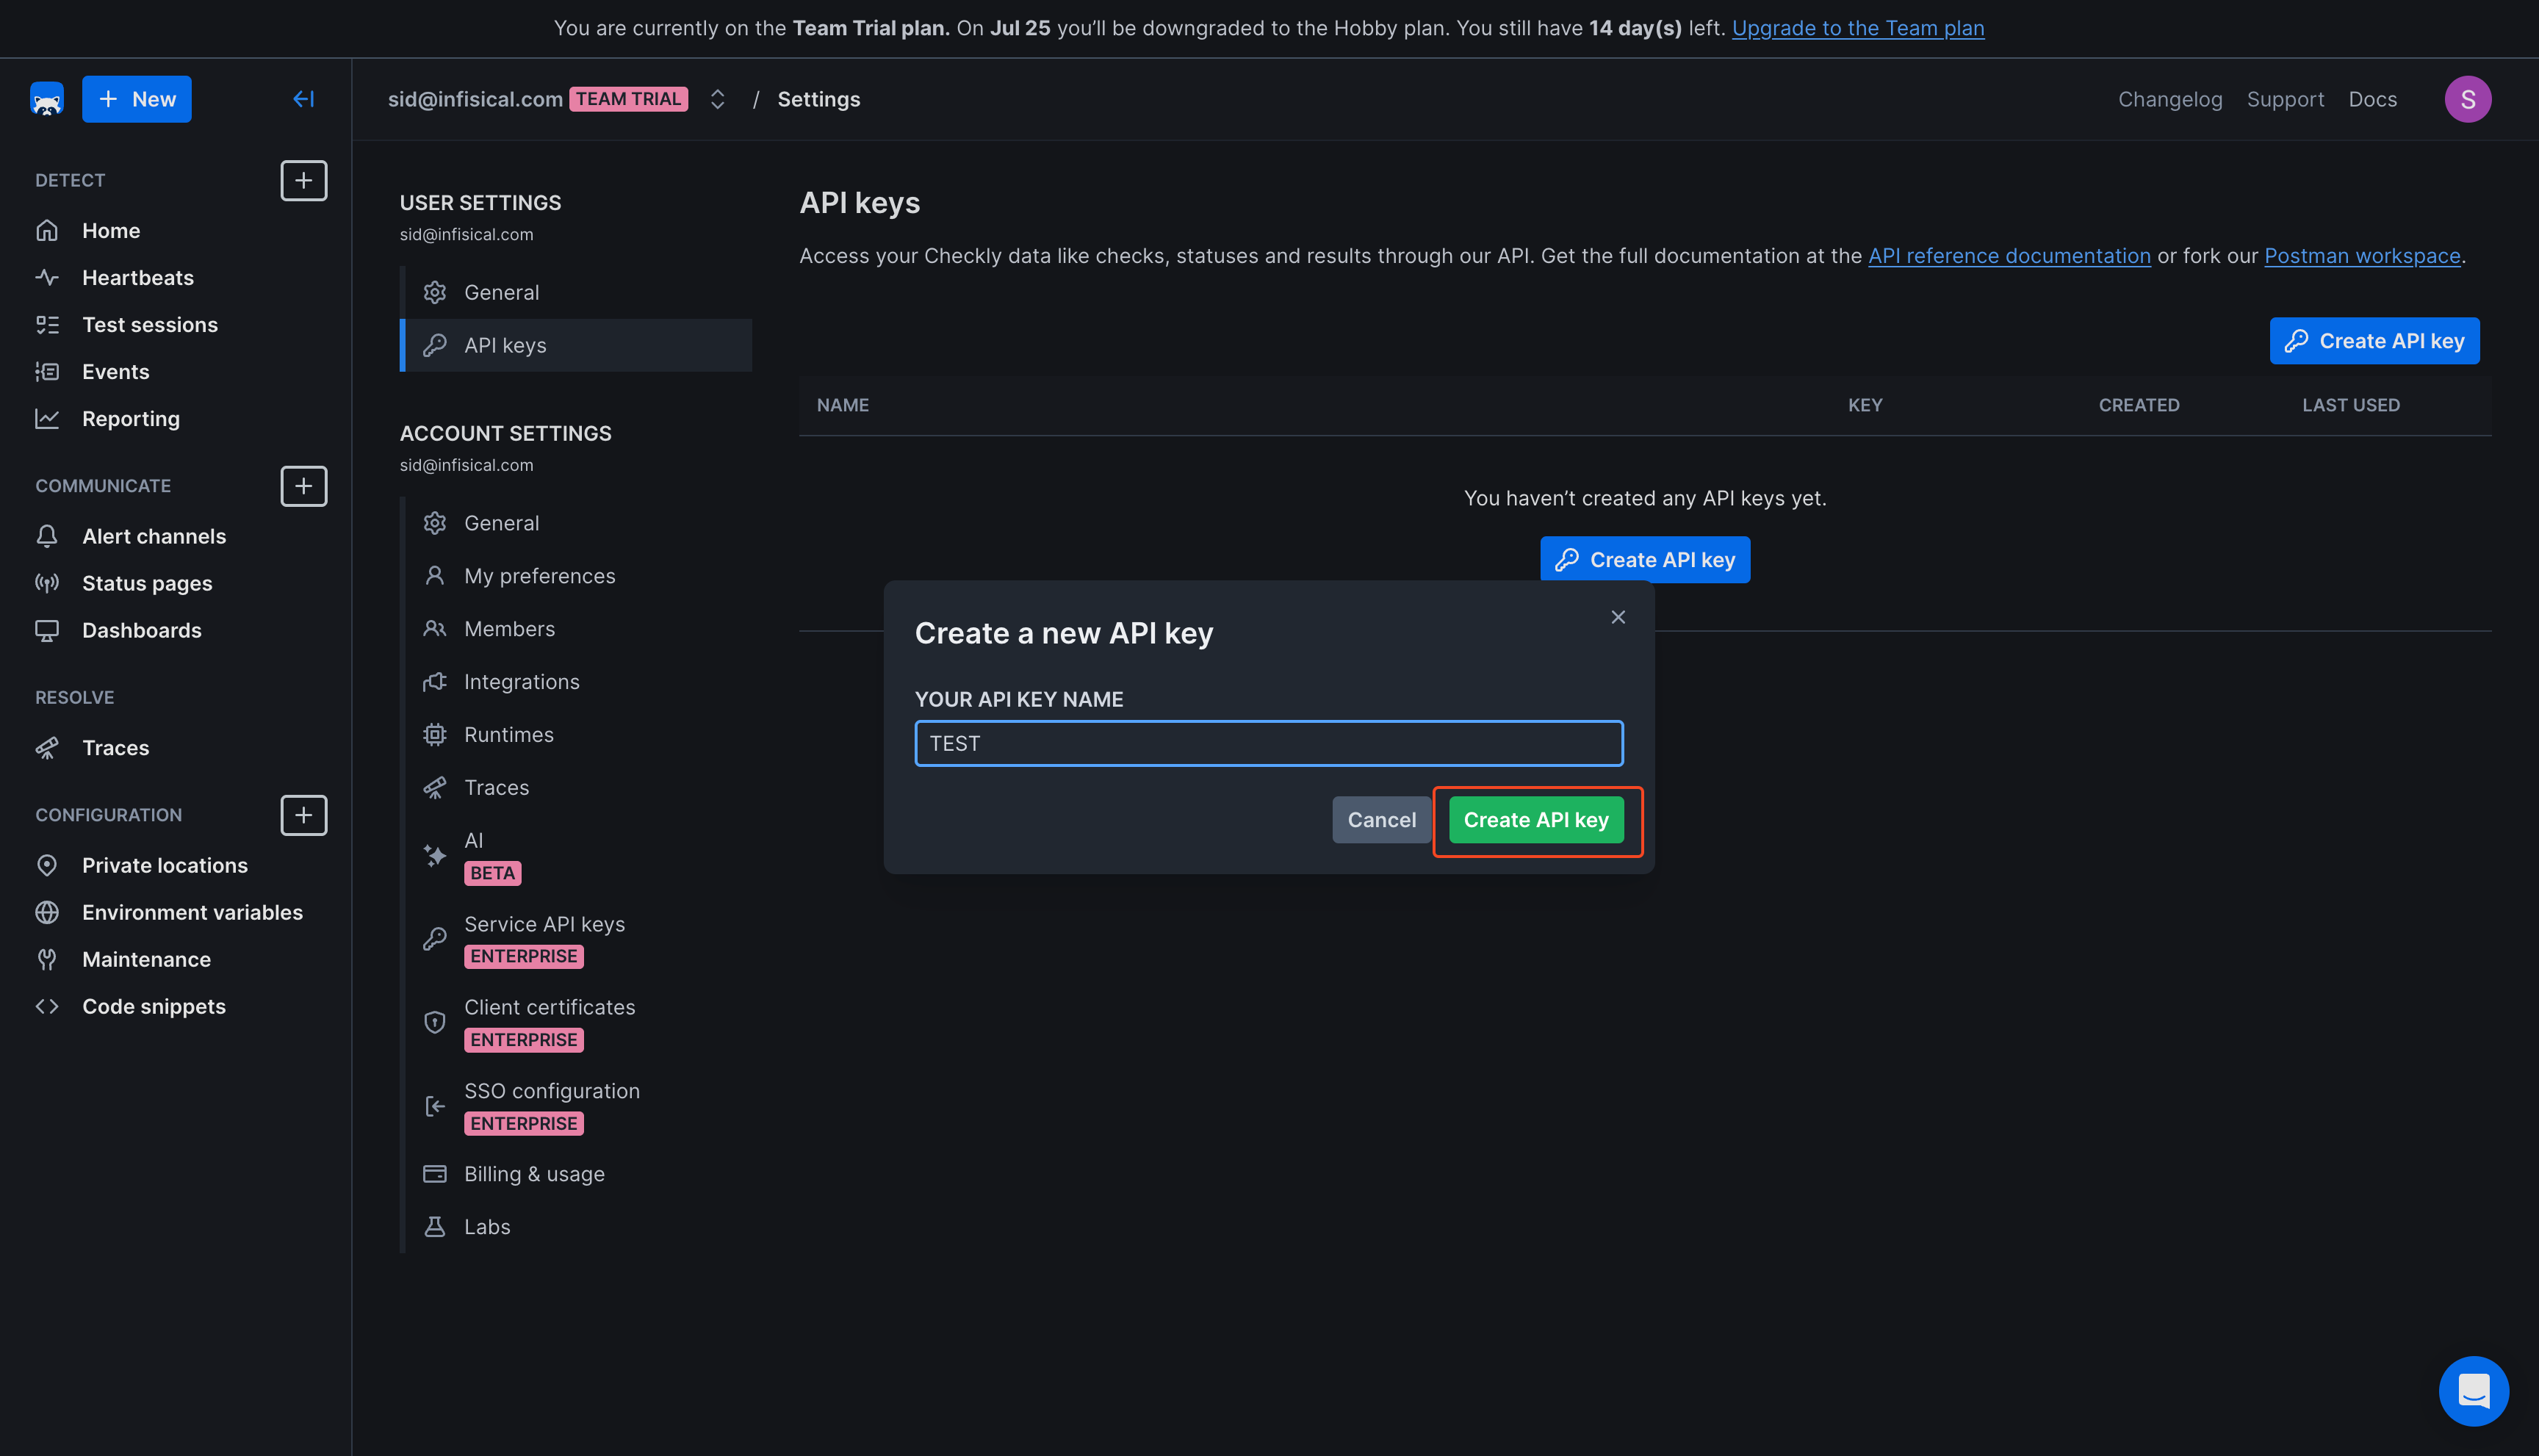 You are currently on the Team Trial plan. On Jul 25 you’ll be downgraded to the Hobby plan. You still have 14 day(s) left. Upgrade to the Team plan
New
sid@infisical.com TEAM TRIAL / Settings
Changelog Support Docs S
DETECT
Home
Heartbeats
Test sessions
Events
Reporting
COMMUNICATE
Alert channels
Status pages
Dashboards
RESOLVE
Traces
CONFIGURATION
Private locations
Environment variables
Maintenance
Code snippets
USER SETTINGS
sid@infisical.com
General
API keys
ACCOUNT SETTINGS
sid@infisical.com
General
My preferences
Members
Integrations
Runtimes
Traces
AI
BETA
Service API keys
ENTERPRISE
Client certificates
ENTERPRISE
SSO configuration
ENTERPRISE
Billing & usage
Labs
API keys
Access your Checkly data like checks, statuses and results through our API. Get the full documentation at the API reference documentation or fork our Postman workspace.
Create API key
NAME KEY CREATED LAST USED
You haven’t created any API keys yet.
Create API key
Create a new API key
YOUR API KEY NAME
TEST
Cancel Create API key